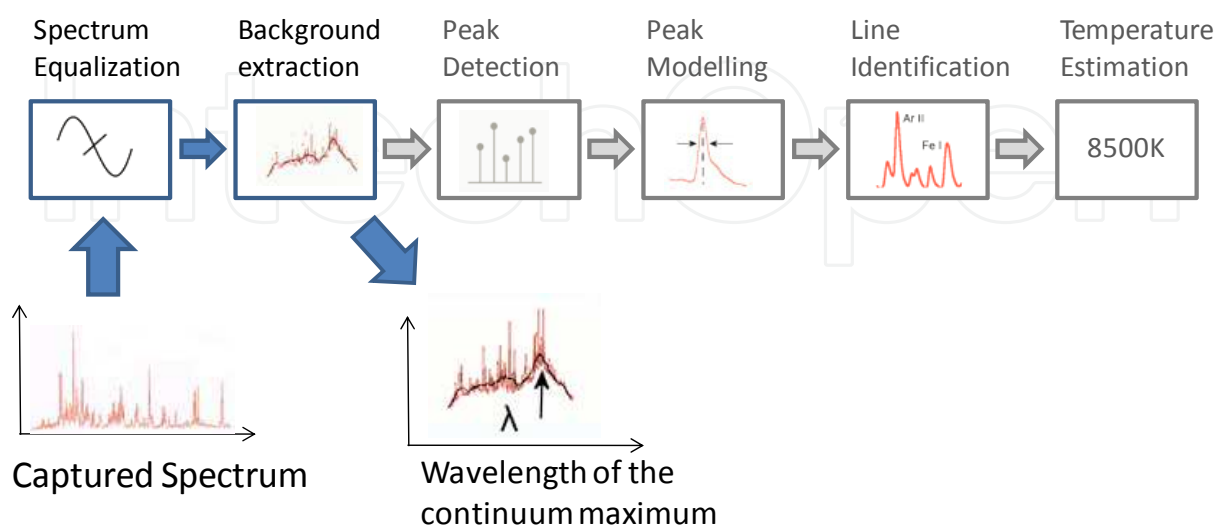 Spectrum
Equalization
Background
extraction
Peak
Detection
Peak
Modelling
Line
Identification
Temperature
Estimation
Ar II
Fe I
8500K
IntechOpen
λ
Captured Spectrum
Wavelength of the
continuum maximum